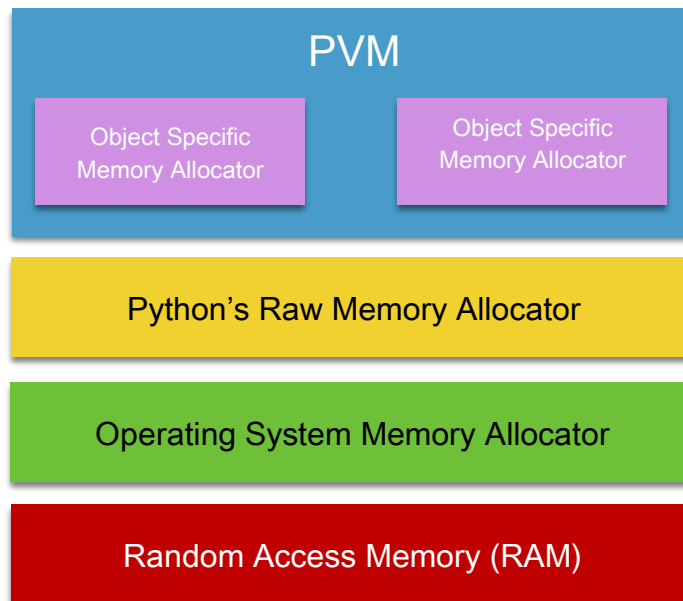 PVM
Object Specific
Memory Allocator
Object Specific
Memory Allocator
Python’s Raw Memory Allocator
Operating System Memory Allocator
Random Access Memory (RAM)